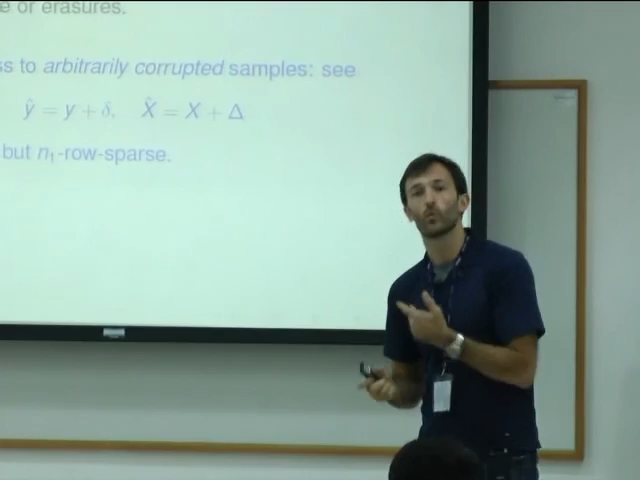 e or erasures.
ss to arbitrarily corrupted samples: see
ŷ = y + δ, X̂ = X + Δ
but n₁-row-sparse.